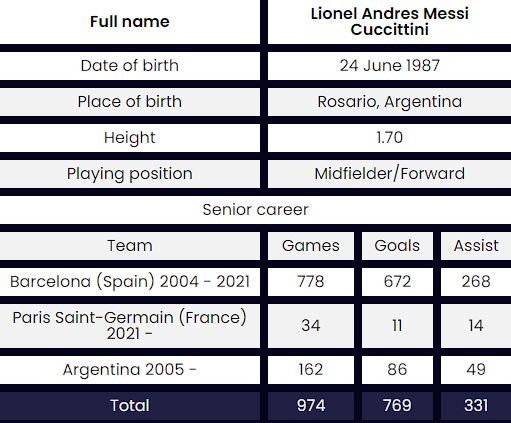 Full name
Lionel Andres Messi
Cuccittini
Date of birth
24 June 1987
Place of birth
Rosario, Argentina
Height
1.70
Playing position
Midfielder/Forward
Senior career
Team Games Goals Assist
Barcelona (Spain) 2004 - 2021 778 672 268
Paris Saint-Germain (France)
2021 - 34 11 14
Argentina 2005 - 162 86 49
Total 974 769 331